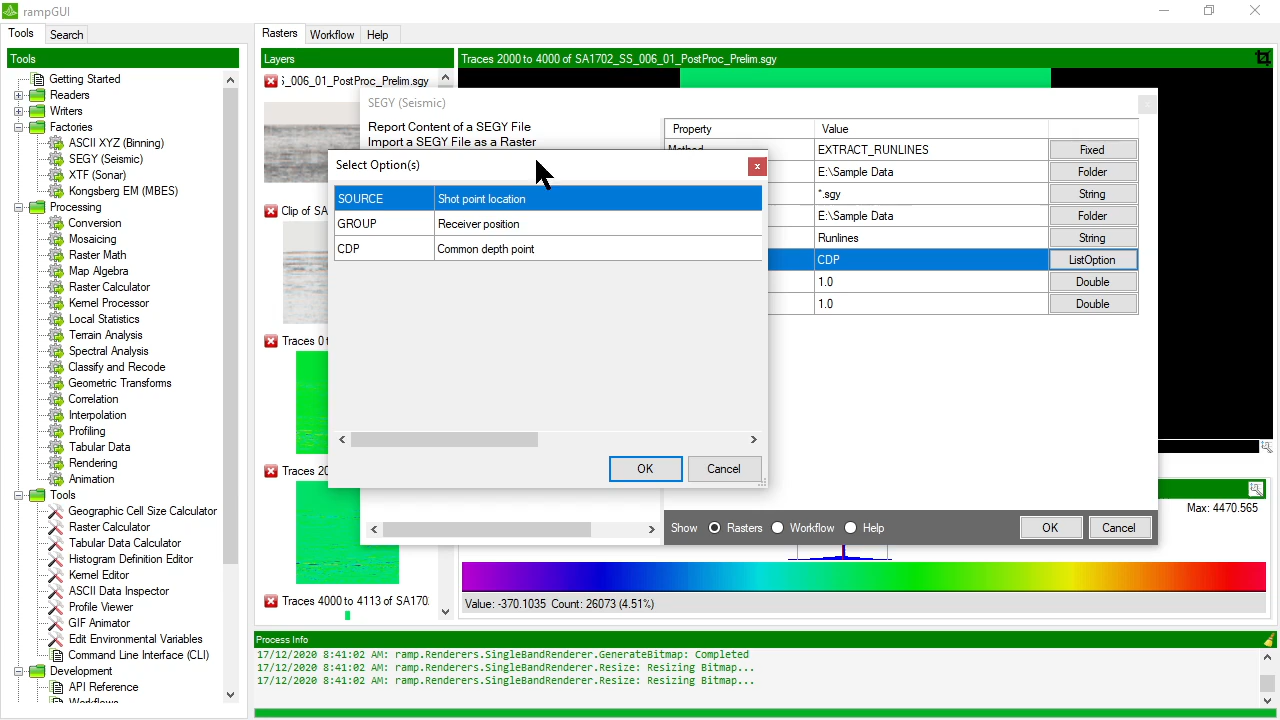 rampGUI
Tools
Search
Tools
Getting Started
Readers
Writers
Factories
ASCII XYZ (Binning)
SEGY (Seismic)
XTF (Sonar)
Kongsberg EM (MBES)
Processing
Conversion
Mosaicing
Raster Math
Map Algebra
Raster Calculator
Kernel Processor
Local Statistics
Terrain Analysis
Spectral Analysis
Classify and Recode
Geometric Transforms
Correlation
Interpolation
Profiling
Tabular Data
Rendering
Animation
Tools
Geographic Cell Size Calculator
Raster Calculator
Tabular Data Calculator
Histogram Definition Editor
Kernel Editor
ASCII Data Inspector
Profile Viewer
GIF Animator
Edit Environmental Variables
Command Line Interface (CLI)
Development
API Reference
Workflows
Rasters
Workflow
Help
Layers
_006_01_PostProc_Prelim.sgy
Clip of SA
Traces 0
Traces 20
Traces 4000 to 4113 of SA170
Traces 2000 to 4000 of SA1702_SS_006_01_PostProc_Prelim.sgy
SEGY (Seismic)
Report Content of a SEGY File
Import a SEGY File as a Raster
Property Value
Method EXTRACT_RUNLINES Fixed
E:\Sample Data Folder
*.sgy String
E:\Sample Data Folder
Runlines String
CDP ListOption
1.0 Double
1.0 Double
Select Option(s)
SOURCE Shot point location
GROUP Receiver position
CDP Common depth point
OK Cancel
Show Rasters Workflow Help OK Cancel
Max: 4470.565
Value: -370.1035 Count: 26073 (4.51%)
Process Info
17/12/2020 8:41:02 AM: ramp.Renderers.SingleBandRenderer.GenerateBitmap: Completed
17/12/2020 8:41:02 AM: ramp.Renderers.SingleBandRenderer.Resize: Resizing Bitmap...
17/12/2020 8:41:02 AM: ramp.Renderers.SingleBandRenderer.Resize: Resizing Bitmap...